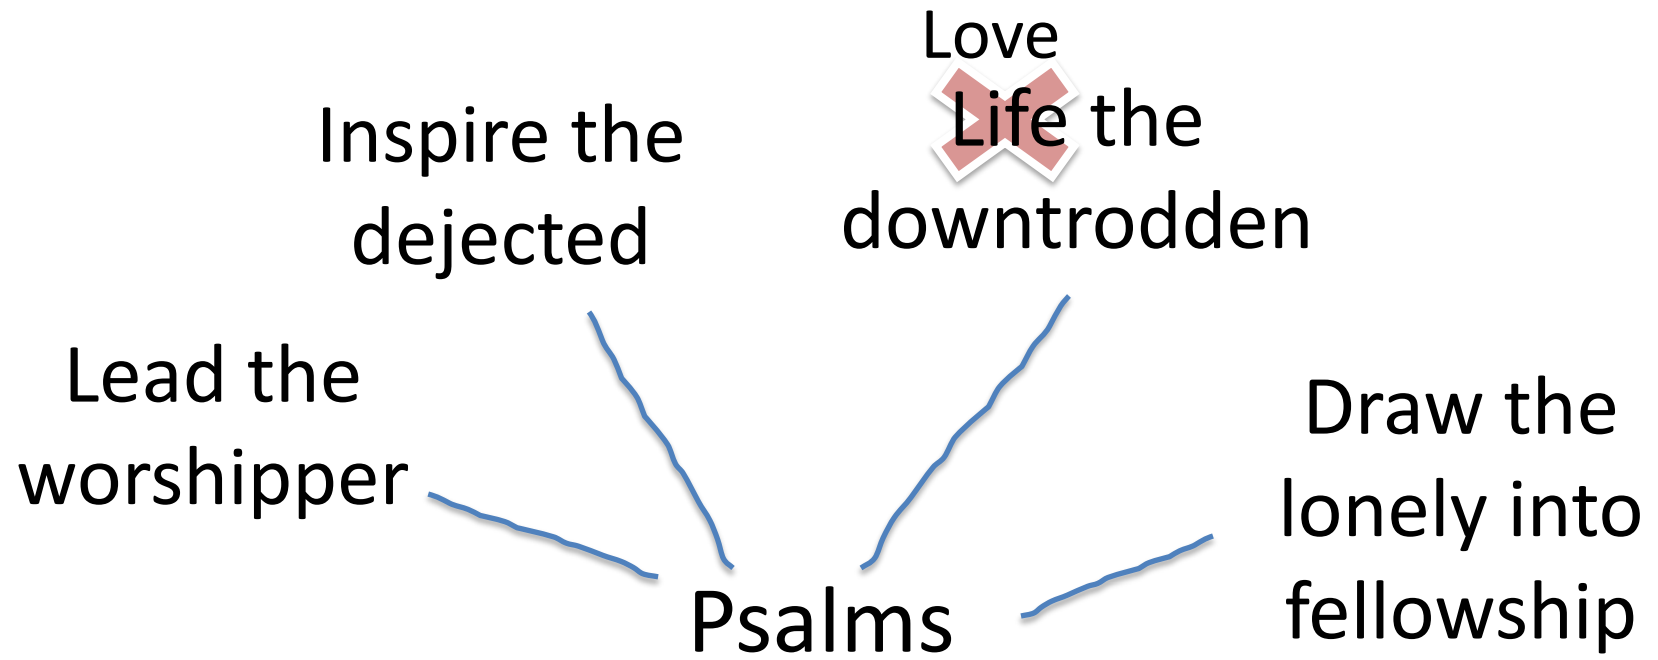 Love
Life the
downtrodden
Inspire the
dejected
Lead the
worshipper
Draw the
lonely into
fellowship
Psalms